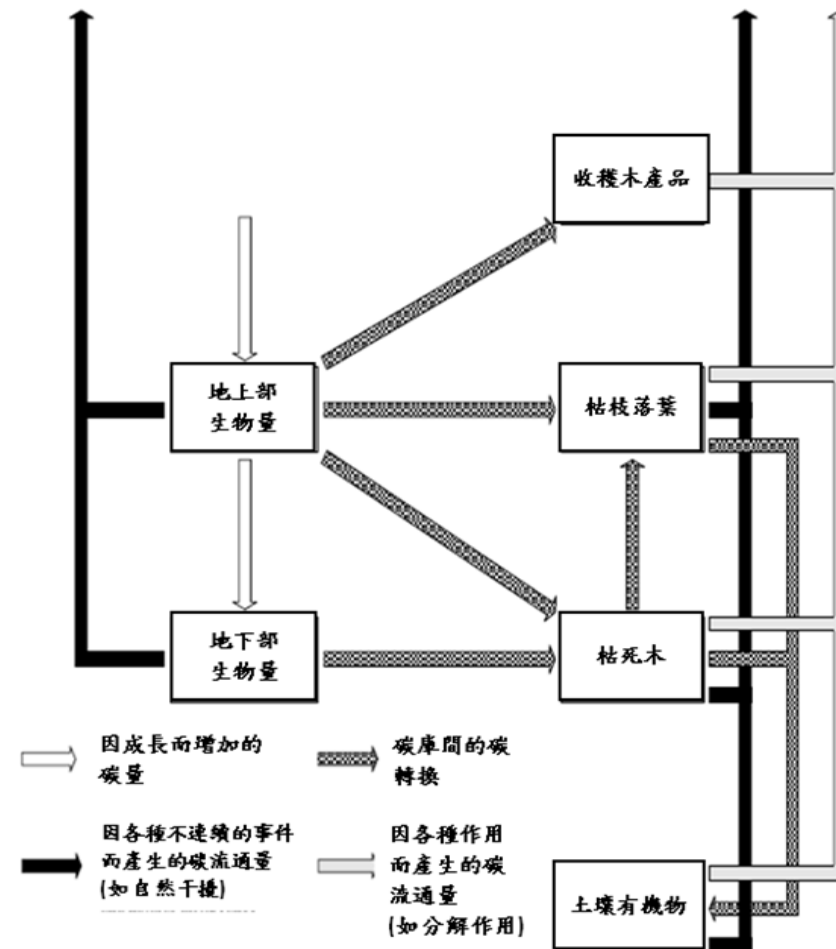 收穫木產品
地上部
生物量
枯枝落葉
地下部
生物量
枯死木
因成長而增加的
碳量
碳庫間的碳
轉換
因各種不連續的事件
而產生的碳流通量
(如自然干擾)
因各種作用
而產生的碳
流通量
(如分解作用)
土壤有機物